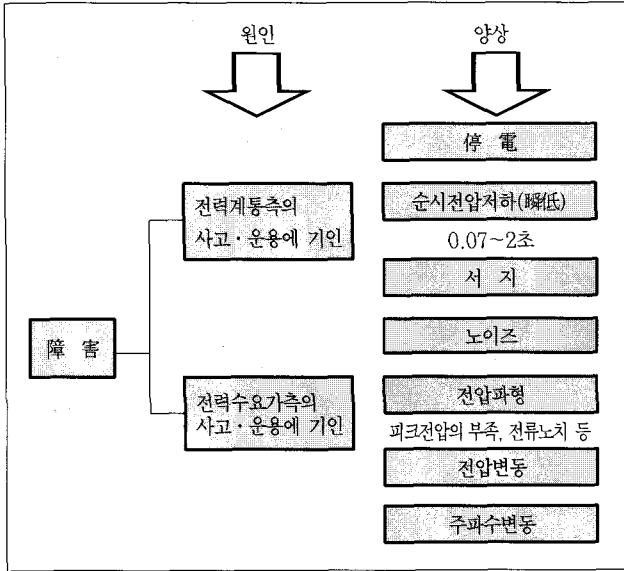 원인
양상
停 電
전력계통측의
사고·운용에 기인
순시전압저하(瞬低)
0.07~2초
서 지
障 害
노이즈
전력수요가측의
사고·운용에 기인
전압파형
피크전압의 부족, 전류노치 등
전압변동
주파수변동